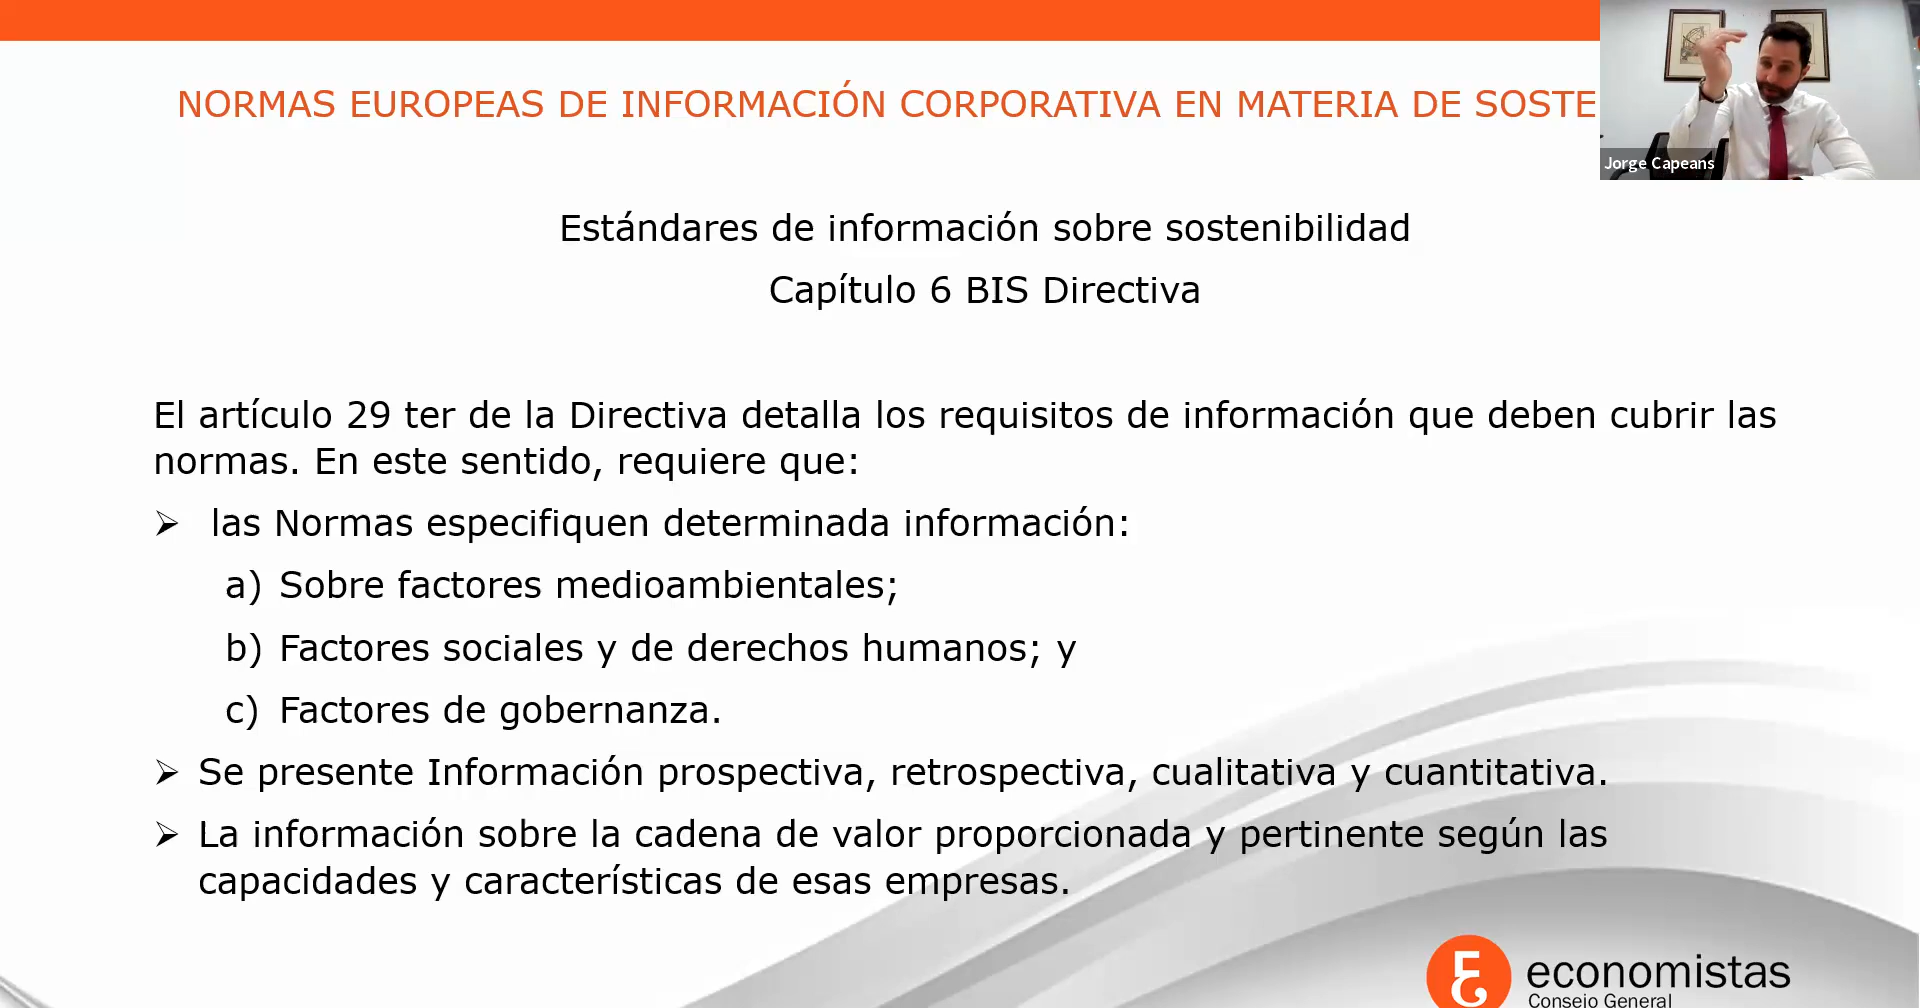 NORMAS EUROPEAS DE INFORMACIÓN CORPORATIVA EN MATERIA DE SOSTE
Jorge Capeans
Estándares de información sobre sostenibilidad
Capítulo 6 BIS Directiva
El artículo 29 ter de la Directiva detalla los requisitos de información que deben cubrir las
normas. En este sentido, requiere que:
➢ las Normas especifiquen determinada información:
a) Sobre factores medioambientales;
b) Factores sociales y de derechos humanos; y
c) Factores de gobernanza.
➢ Se presente Información prospectiva, retrospectiva, cualitativa y cuantitativa.
➢ La información sobre la cadena de valor proporcionada y pertinente según las
capacidades y características de esas empresas.
economistas
Consejo General